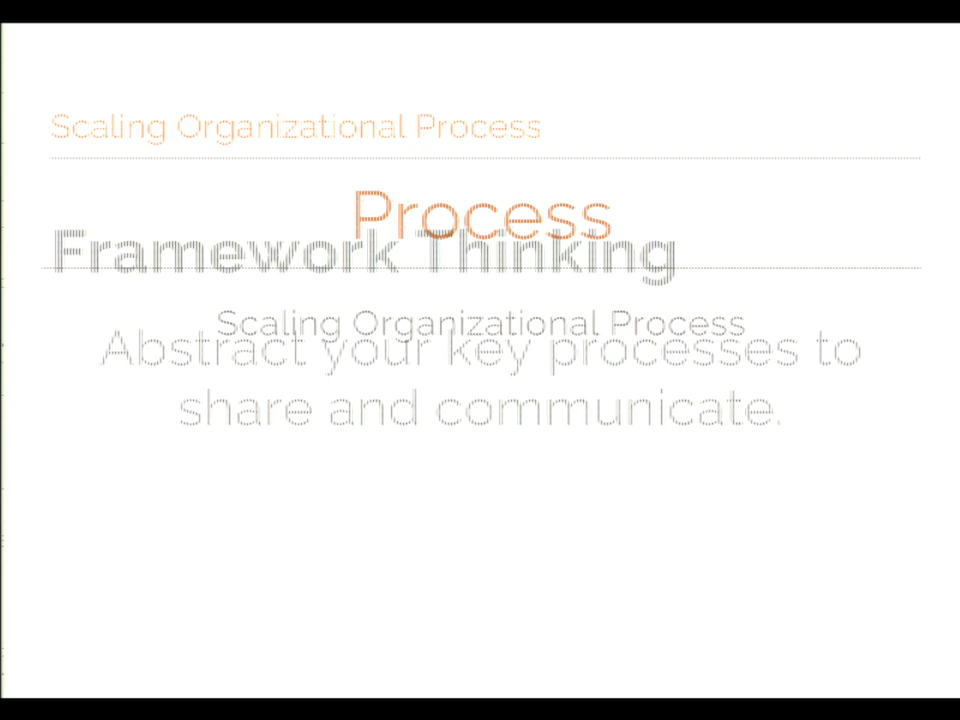 Scaling Organizational Process
Process
Framework Thinking
Scaling Organizational Process
Abstract your key processes to
share and communicate.